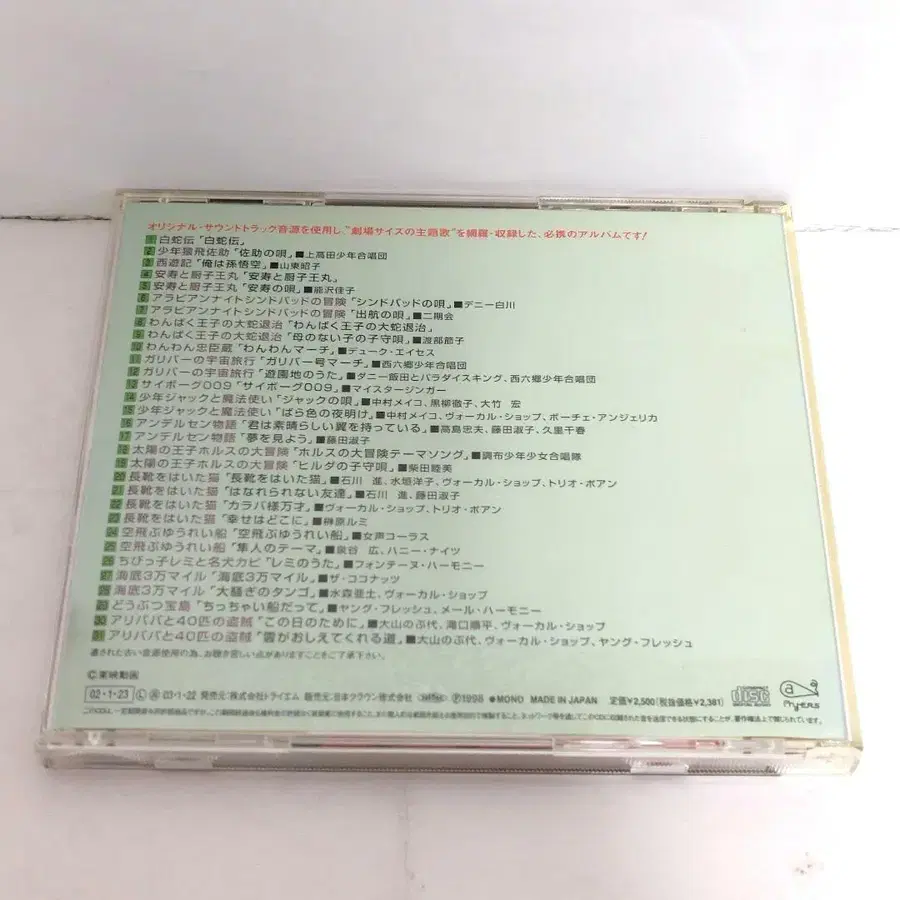 オリジナル・サウンドトラック音源を使用し、"劇場サイズの主題歌"を網羅・収録した、必携のアルバムです!
1 白蛇伝「白蛇伝」
2 少年猿飛佐助「佐助の唄」■上高田少年合唱団
3 西遊記「俺は孫悟空」■山東昭子
4 安寿と厨子王丸「安寿と厨子王丸」
5 安寿と厨子王丸「安寿の唄」■能沢佳子
6 アラビアンナイトシンドバッドの冒険「シンドバッドの唄」■デニー白川
7 アラビアンナイトシンドバッドの冒険「出航の唄」■二期会
8 わんぱく王子の大蛇退治「わんぱく王子の大蛇退治」
9 わんぱく王子の大蛇退治「母のない子の子守唄」■渡部節子
10 わんわん忠臣蔵「わんわんマーチ」■デューク・エイセス
11 ガリバーの宇宙旅行「ガリバー号マーチ」■西六郷少年合唱団
12 ガリバーの宇宙旅行「遊園地のうた」■ダニー飯田とパラダイスキング、西六郷少年合唱団
13 サイボーグ009「サイボーグ009」■マイスタージンガー
14 少年ジャックと魔法使い「ジャックの唄」■中村メイコ、黒柳徹子、大竹 宏
15 少年ジャックと魔法使い「ばら色の夜明け」■中村メイコ、ヴォーカル・ショップ、ボーチェ・アンジェリカ
16 アンデルセン物語「君は素晴らしい翼を持っている」■高島忠夫、藤田淑子、久里千春
17 アンデルセン物語「夢を見よう」■藤田淑子
18 太陽の王子ホルスの大冒険「ホルスの大冒険テーマソング」■調布少年少女合唱隊
19 太陽の王子ホルスの大冒険「ヒルダの子守唄」■柴田睦美
20 長靴をはいた猫「長靴をはいた猫」■石川 進、水垣洋子、ヴォーカル・ショップ、トリオ・ボアン
21 長靴をはいた猫「はなれられない友達」■石川 進、藤田淑子
22 長靴をはいた猫「カラバ様万才」■ヴォーカル・ショップ、トリオ・ボアン
23 長靴をはいた猫「幸せはどこに」■榊原ルミ
24 空飛ぶゆうれい船「空飛ぶゆうれい船」■女声コーラス
25 空飛ぶゆうれい船「隼人のテーマ」■泉谷 広、ハニー・ナイツ
26 ちびっ子レミと名犬カピ「レミのうた」■フォンテーヌ・ハーモニー
27 海底3万マイル「海底3万マイル」■ザ・ココナッツ
28 海底3万マイル「大騒ぎのタンゴ」■水森亜土、ヴォーカル・ショップ
29 どうぶつ宝島「ちっちゃい船だって」■ヤング・フレッシュ、メール・ハーモニー
30 アリババと40匹の盗賊「この日のために」■大山のぶ代、滝口順平、ヴォーカル・ショップ
31 アリババと40匹の盗賊「雲がおしえてくれる道」■大山のぶ代、ヴォーカル・ショップ、ヤング・フレッシュ
遺された古い音源使用の為、お聴き苦しい点がありますことをご了承下さい。
©東映動画
02・1・23 Ⓛ Ⓡ 03・1・22 発売元:株式会社トライエム 販売元:日本クラウン株式会社 ℗1998 ●MONO MADE IN JAPAN 定価¥2,500(税抜価格¥2,381)
COMPACT disc DIGITAL AUDIO